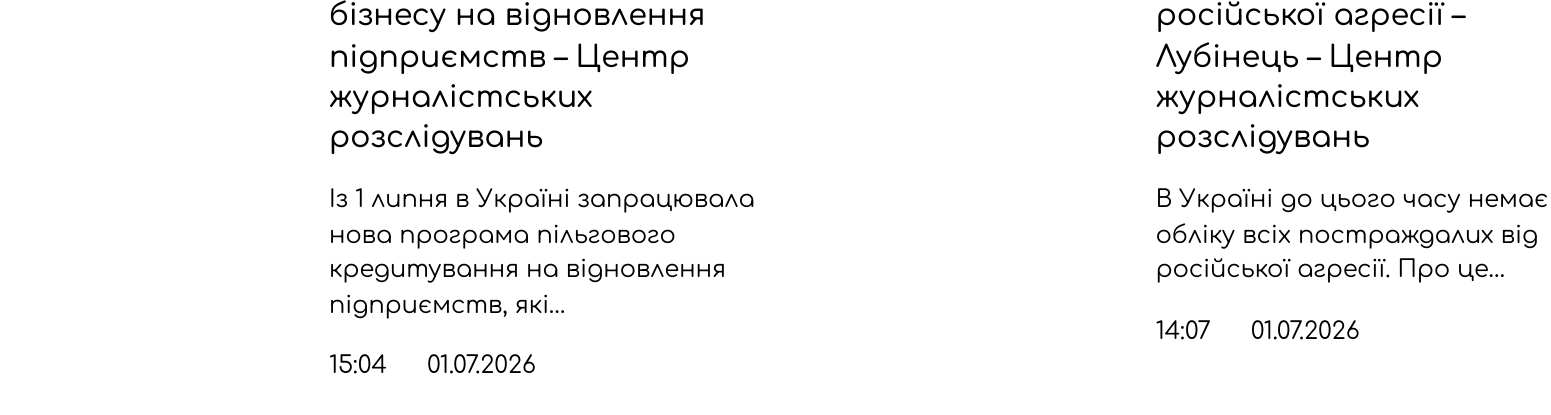 бізнесу на відновлення
підприємств – Центр
журналістських
розслідувань
Із 1 липня в Україні запрацювала
нова програма пільгового
кредитування на відновлення
підприємств, які...
15:04 01.07.2026
російської агресії –
Лубінець – Центр
журналістських
розслідувань
В Україні до цього часу немає
обліку всіх постраждалих від
російської агресії. Про це...
14:07 01.07.2026